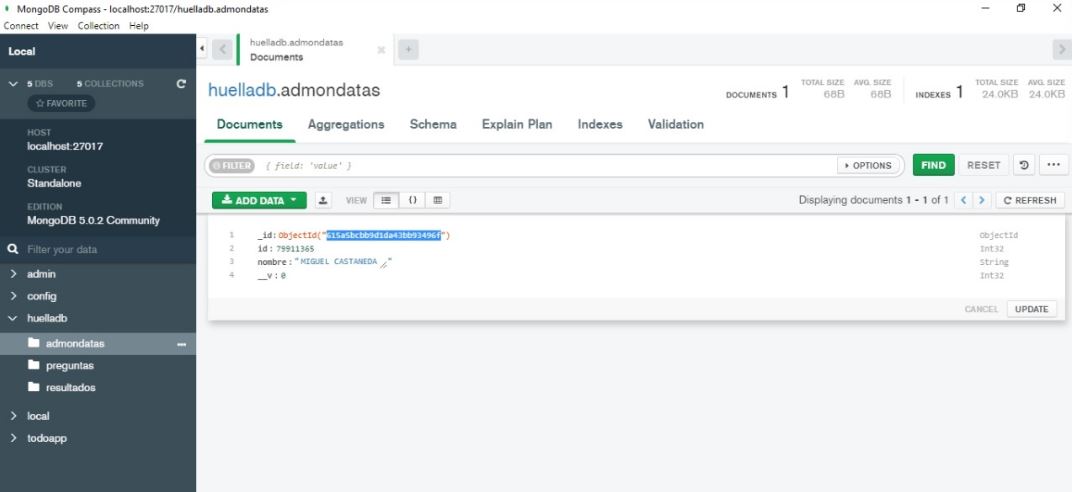 MongoDB Compass - localhost:27017/huelladb.admondatas
Connect View Collection Help
Local
5 DBS 5 COLLECTIONS
FAVORITE
HOST
localhost:27017
CLUSTER
Standalone
EDITION
MongoDB 5.0.2 Community
Filter your data
admin
config
huelladb
admondatas
preguntas
resultados
local
todoapp
huelladb.admondatas
Documents
huelladb.admondatas
DOCUMENTS 1
TOTAL SIZE AVG. SIZE
68B 68B
INDEXES 1
TOTAL SIZE AVG. SIZE
24.0KB 24.0KB
Documents Aggregations Schema Explain Plan Indexes Validation
FILTER { field: 'value' }
OPTIONS
FIND
RESET
ADD DATA
VIEW
Displaying documents 1 - 1 of 1
REFRESH
1 _id: ObjectId("615a5bcbb9d1da43bb93496f") ObjectId
2 id: 79911365 Int32
3 nombre: "MIGUEL CASTANEDA " String
4 __v: 0 Int32
CANCEL UPDATE